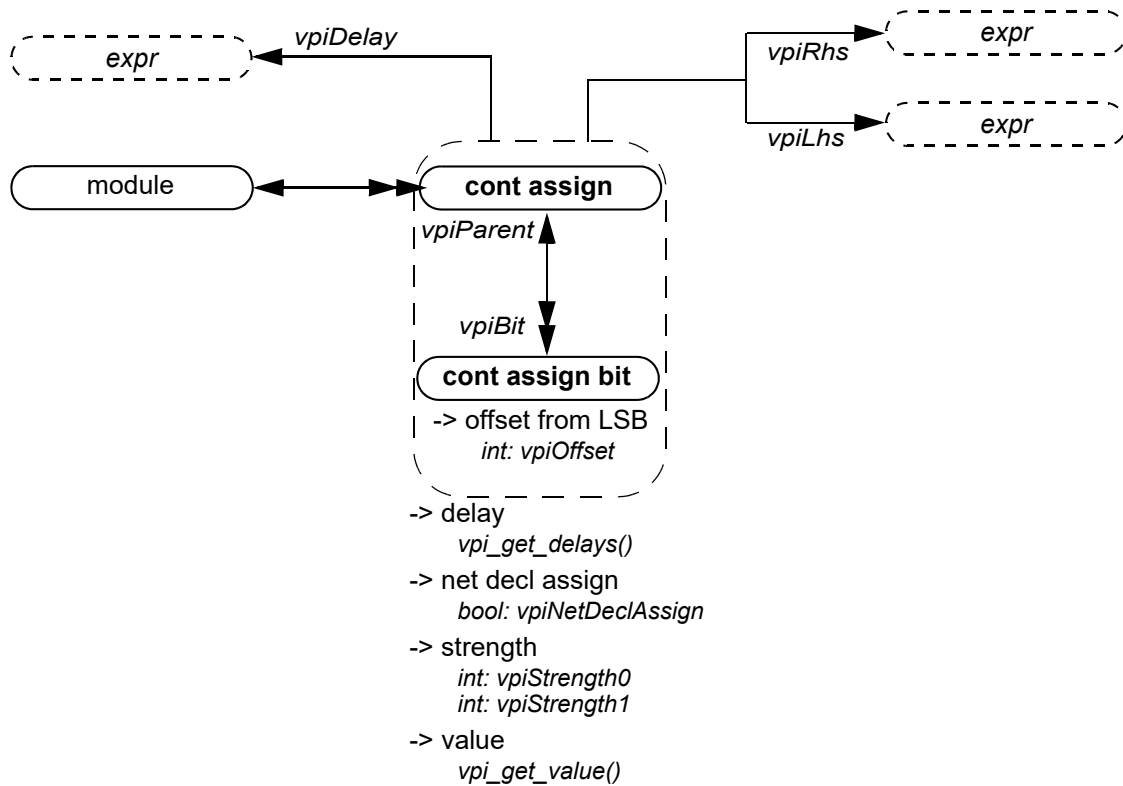 vpiDelay
expr
vpiRhs
expr
vpiLhs
expr
module
cont assign
vpiParent
vpiBit
cont assign bit
-> offset from LSB
int: vpiOffset
-> delay
vpi_get_delays()
-> net decl assign
bool: vpiNetDeclAssign
-> strength
int: vpiStrength0
int: vpiStrength1
-> value
vpi_get_value()